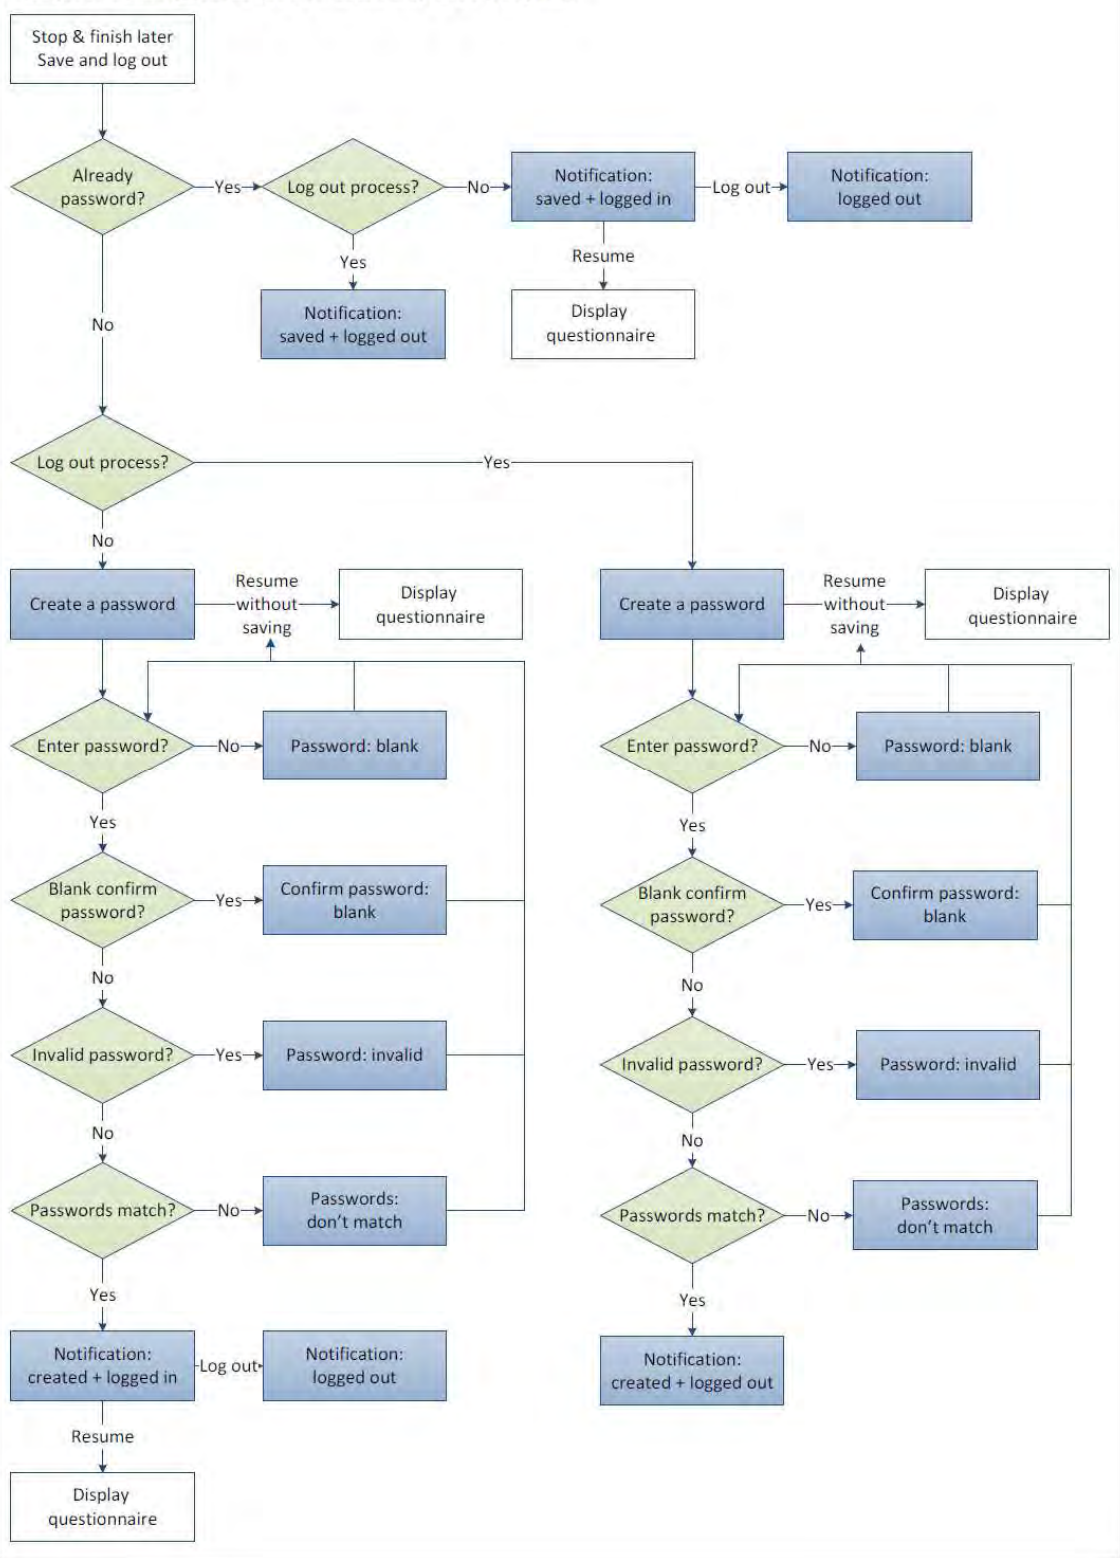 Stop & finish later
Save and log out
Already
password?
Yes
Log out process?
No
Notification:
saved + logged in
Log out
Notification:
logged out
Yes
Resume
Notification:
saved + logged out
Display
questionnaire
No
Log out process?
Yes
No
Create a password
Resume
without
saving
Display
questionnaire
Enter password?
No
Password: blank
Yes
Blank confirm
password?
Yes
Confirm password:
blank
No
Invalid password?
Yes
Password: invalid
No
Passwords match?
No
Passwords:
don't match
Yes
Notification:
created + logged in
Log out
Notification:
logged out
Resume
Display
questionnaire
Create a password
Resume
without
saving
Display
questionnaire
Enter password?
No
Password: blank
Yes
Blank confirm
password?
Yes
Confirm password:
blank
No
Invalid password?
Yes
Password: invalid
No
Passwords match?
No
Passwords:
don't match
Yes
Notification:
created + logged out